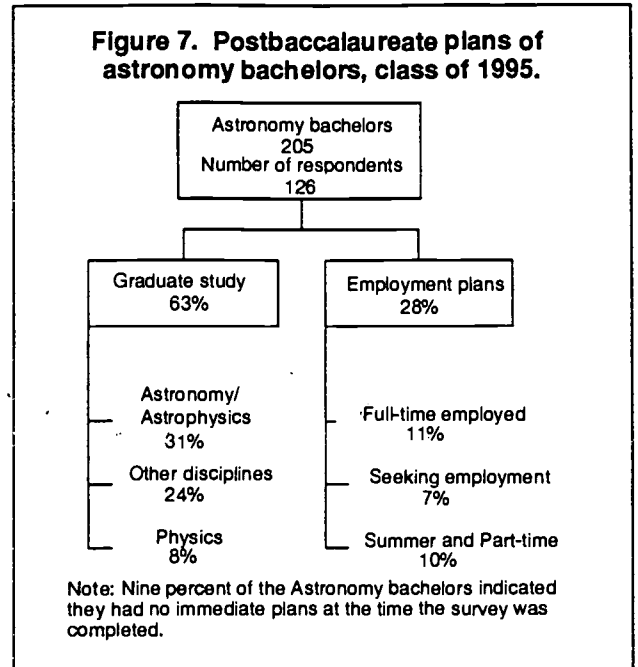 Figure 7. Postbaccalaureate plans of
astronomy bachelors, class of 1995.
Astronomy bachelors
205
Number of respondents
126
Graduate study
63%
Employment plans
28%
Astronomy/
Astrophysics
31%
Other disciplines
24%
Physics
8%
Full-time employed
11%
Seeking employment
7%
Summer and Part-time
10%
Note: Nine percent of the Astronomy bachelors indicated
they had no immediate plans at the time the survey was
completed.